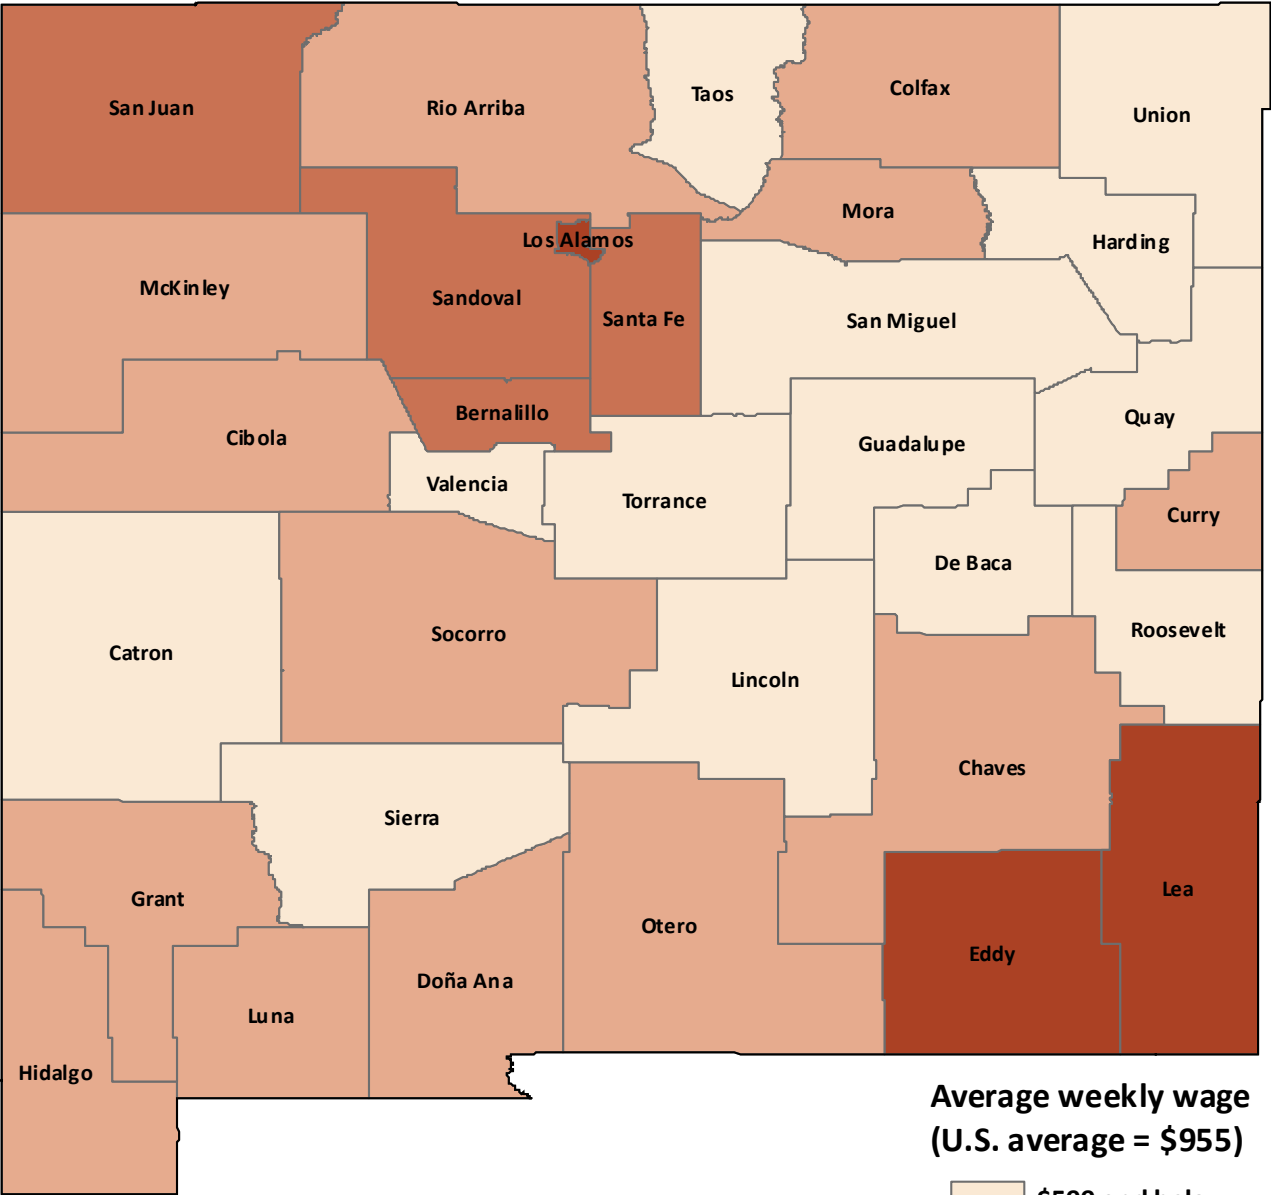 San Juan
Rio Arriba
Taos
Colfax
Union
Mora
Harding
Los Alamos
McKinley
Sandoval
Santa Fe
San Miguel
Bernalillo
Quay
Cibola
Guadalupe
Valencia
Torrance
Curry
De Baca
Roosevelt
Socorro
Catron
Lincoln
Chaves
Sierra
Lea
Grant
Otero
Eddy
Doña Ana
Luna
Hidalgo
Average weekly wage
(U.S. average = $955)